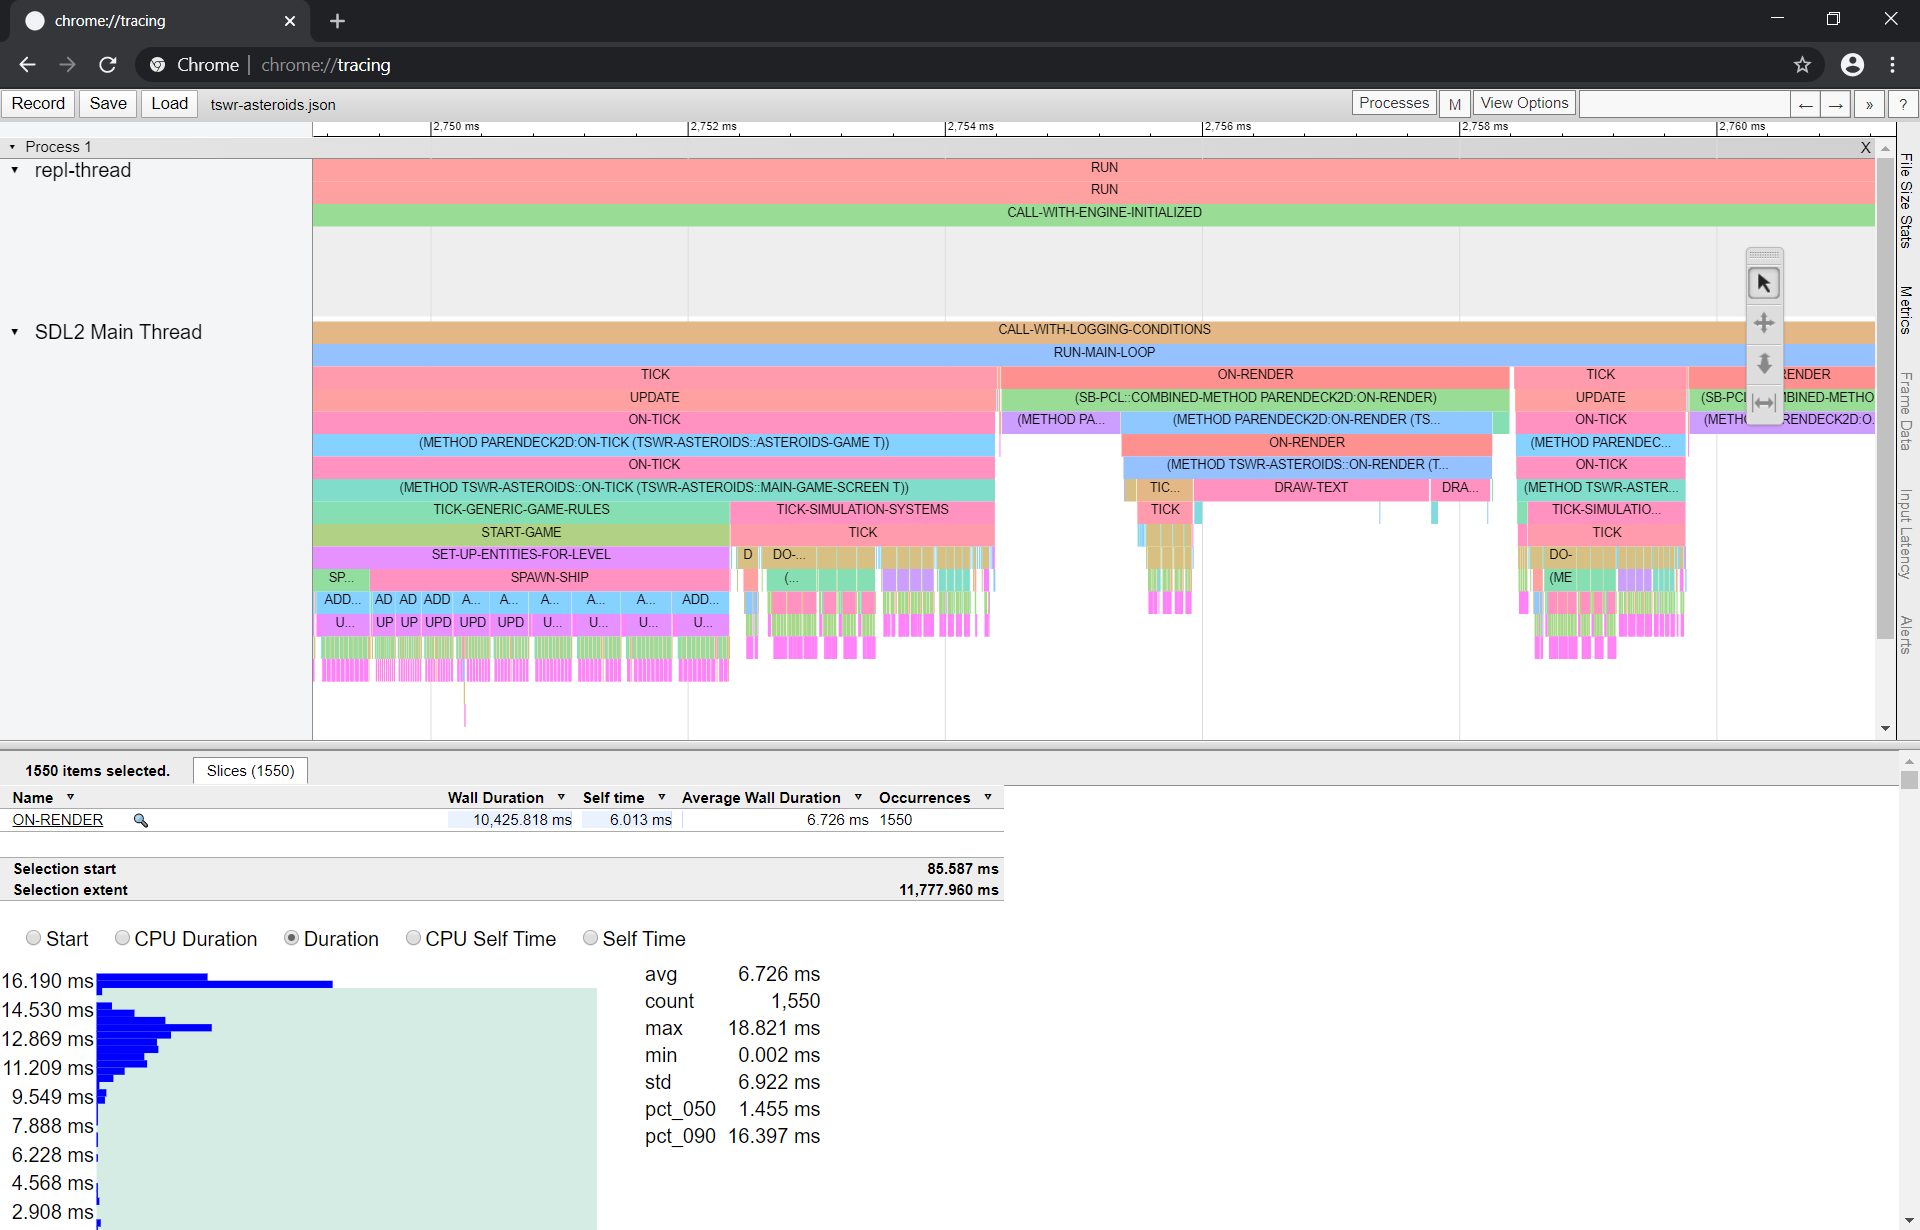 chrome://tracing
Chrome | chrome://tracing
Record Save Load tswr-asteroids.json Processes M View Options ← → » ?
2,750 ms 2,752 ms 2,754 ms 2,756 ms 2,758 ms 2,760 ms
Process 1 X
repl-thread
RUN
RUN
CALL-WITH-ENGINE-INITIALIZED
SDL2 Main Thread
CALL-WITH-LOGGING-CONDITIONS
RUN-MAIN-LOOP
TICK ON-RENDER TICK RENDER
UPDATE (SB-PCL::COMBINED-METHOD PARENDECK2D:ON-RENDER) UPDATE (SB-PCL MBINED-METHO
ON-TICK (METHOD PA... (METHOD PARENDECK2D:ON-RENDER (TS... ON-TICK (METH RENDECK2D:O.
(METHOD PARENDECK2D:ON-TICK (TSWR-ASTEROIDS::ASTEROIDS-GAME T)) ON-RENDER (METHOD PARENDEC...
ON-TICK (METHOD TSWR-ASTEROIDS::ON-RENDER (T... ON-TICK
(METHOD TSWR-ASTEROIDS::ON-TICK (TSWR-ASTEROIDS::MAIN-GAME-SCREEN T)) TIC... DRAW-TEXT DRA... (METHOD TSWR-ASTER...
TICK-GENERIC-GAME-RULES TICK-SIMULATION-SYSTEMS TICK TICK-SIMULATIO...
START-GAME TICK TICK
SET-UP-ENTITIES-FOR-LEVEL D DO-... DO-
SP... SPAWN-SHIP (... (ME
ADD... AD AD ADD A... A... A... A... A... ADD...
U... UP UP UPD UPD UPD U... U... U... U...
File Size Stats
Metrics
Frame Data
Input Latency
Alerts
1550 items selected. Slices (1550)
Name Wall Duration Self time Average Wall Duration Occurrences
ON-RENDER 10,425.818 ms 6.013 ms 6.726 ms 1550
Selection start 85.587 ms
Selection extent 11,777.960 ms
Start CPU Duration Duration CPU Self Time Self Time
16.190 ms
14.530 ms
12.869 ms
11.209 ms
9.549 ms
7.888 ms
6.228 ms
4.568 ms
2.908 ms
avg 6.726 ms
count 1,550
max 18.821 ms
min 0.002 ms
std 6.922 ms
pct_050 1.455 ms
pct_090 16.397 ms